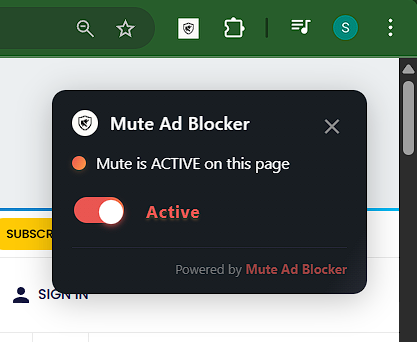 S
Mute Ad Blocker
Mute is ACTIVE on this page
Active
SUBSCR
Powered by Mute Ad Blocker
SIGN IN